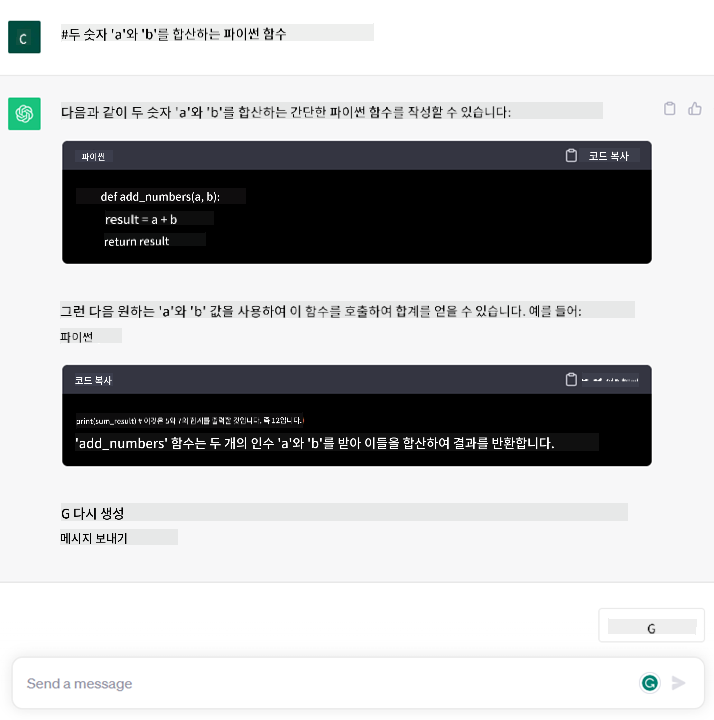 C
#두 숫자 'a'와 'b'를 합산하는 파이썬 함수
다음과 같이 두 숫자 'a'와 'b'를 합산하는 간단한 파이썬 함수를 작성할 수 있습니다:
파이썬 코드 복사
def add_numbers(a, b):
result = a + b
return result
그런 다음 원하는 'a'와 'b' 값을 사용하여 이 함수를 호출하여 합계를 얻을 수 있습니다. 예를 들어:
파이썬
코드 복사
print(sum_result) # 이것은 5와 7의 합계를 출력할 것입니다. 즉 12입니다.)
'add_numbers' 함수는 두 개의 인수 'a'와 'b'를 받아 이들을 합산하여 결과를 반환합니다.
G 다시 생성
메시지 보내기
G
Send a message